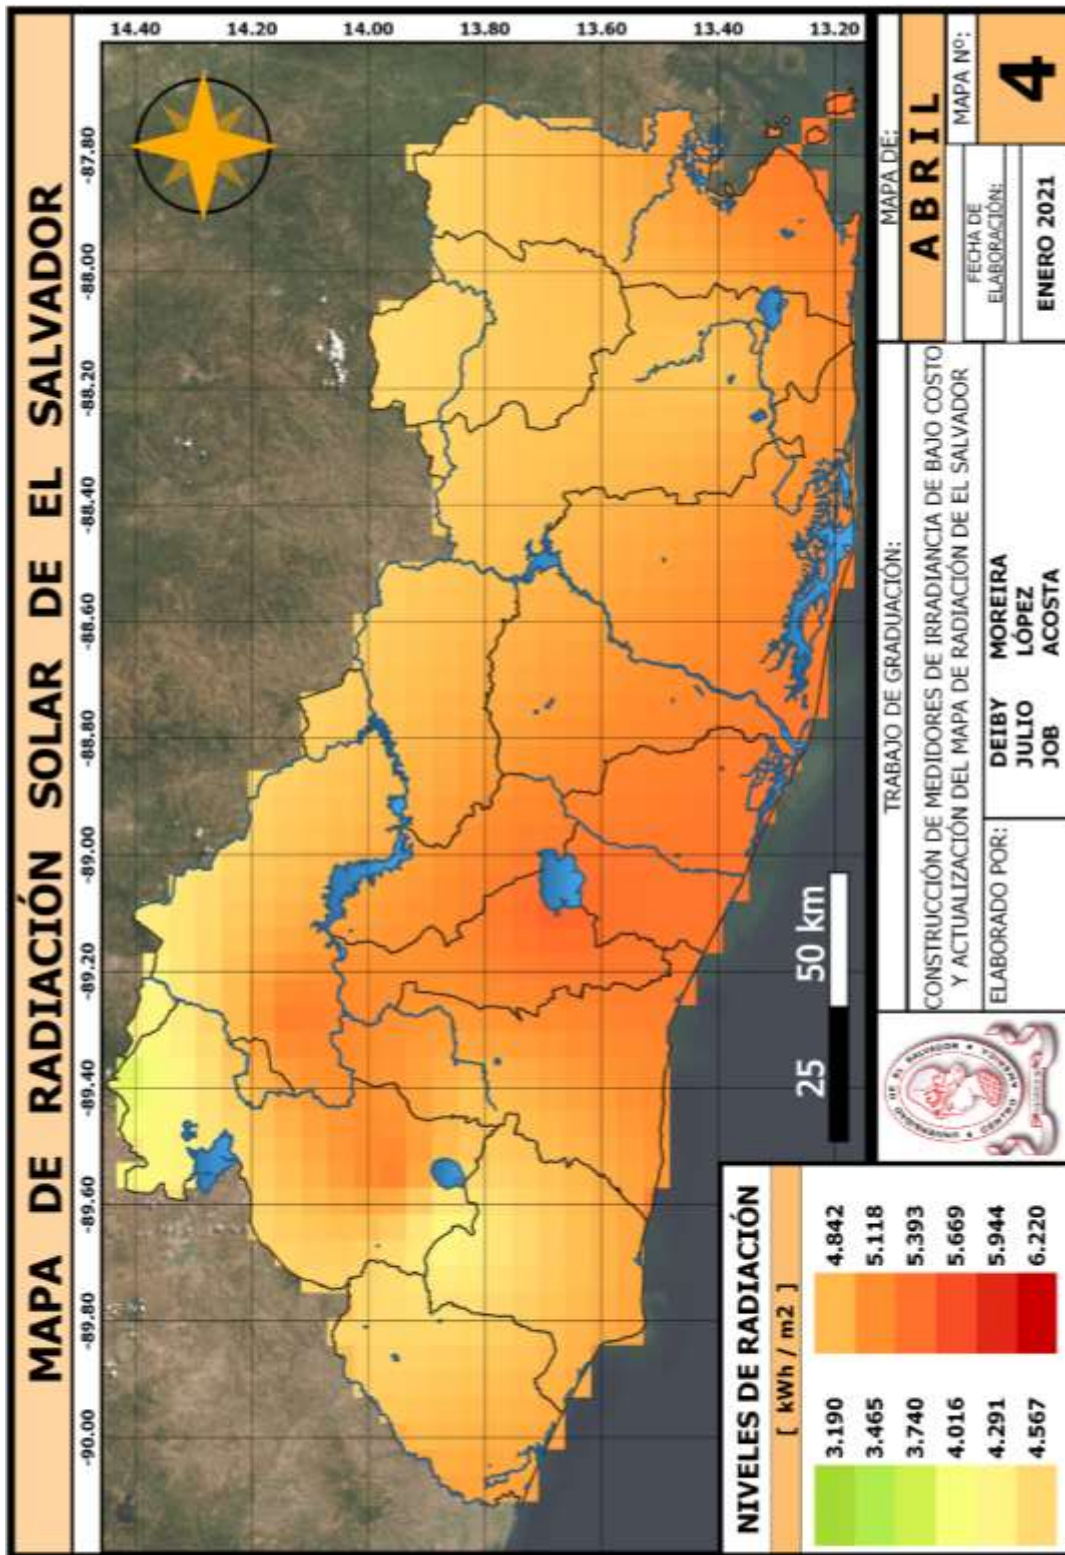 MAPA DE RADIACIÓN SOLAR DE EL SALVADOR
-90.00 -89.80 -89.60 -89.40 -89.20 -89.00 -88.80 -88.60 -88.40 -88.20 -88.00 -87.80
14.40
14.20
14.00
13.80
13.60
13.40
13.20
25 50 km
NIVELES DE RADIACIÓN
[ kWh / m2 ]
3.190 4.842
3.465 5.118
3.740 5.393
4.016 5.669
4.291 5.944
4.567 6.220
TRABAJO DE GRADUACIÓN:
CONSTRUCCIÓN DE MEDIDORES DE IRRADIANCIA DE BAJO COSTO
Y ACTUALIZACIÓN DEL MAPA DE RADIACIÓN DE EL SALVADOR
ELABORADO POR:
DEIBY MOREIRA
JULIO LÓPEZ
JOB ACOSTA
MAPA DE:
ABRIL
FECHA DE
ELABORACIÓN:
ENERO 2021
MAPA Nº:
4